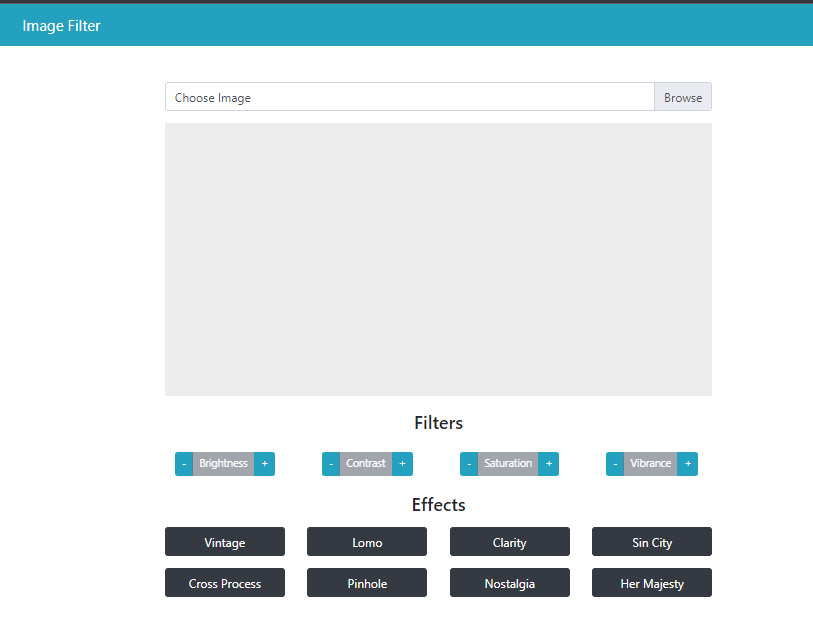 Image Filter
Choose Image Browse
Filters
- Brightness + - Contrast + - Saturation + - Vibrance +
Effects
Vintage Lomo Clarity Sin City
Cross Process Pinhole Nostalgia Her Majesty